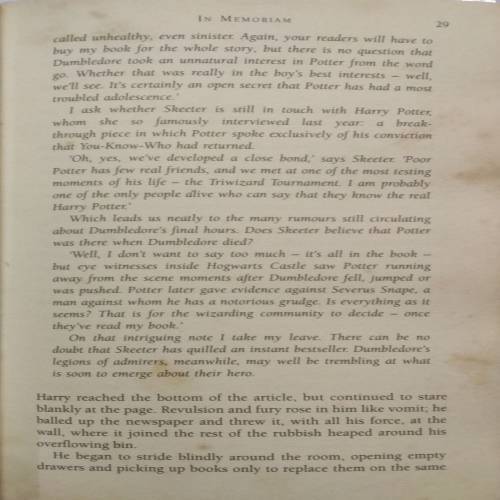 IN MEMORIAM 29
called unhealthy, even sinister. Again, your readers will have to
buy my book for the whole story, but there is no question that
Dumbledore took an unnatural interest in Potter from the word
go. Whether that was really in the boy's best interests – well,
we'll see. It's certainly an open secret that Potter has had a most
troubled adolescence.'
I ask whether Skeeter is still in touch with Harry Potter,
whom she so famously interviewed last year: a break-
through piece in which Potter spoke exclusively of his conviction
that You-Know-Who had returned.
'Oh, yes, we've developed a close bond,' says Skeeter. 'Poor
Potter has few real friends, and we met at one of the most testing
moments of his life – the Triwizard Tournament. I am probably
one of the only people alive who can say that they know the real
Harry Potter.'
Which leads us neatly to the many rumours still circulating
about Dumbledore's final hours. Does Skeeter believe that Potter
was there when Dumbledore died?
'Well, I don't want to say too much – it's all in the book –
but eye witnesses inside Hogwarts Castle saw Potter running
away from the scene moments after Dumbledore fell, jumped or
was pushed. Potter later gave evidence against Severus Snape, a
man against whom he has a notorious grudge. Is everything as it
seems? That is for the wizarding community to decide – once
they've read my book.'
On that intriguing note I take my leave. There can be no
doubt that Skeeter has quilled an instant bestseller. Dumbledore's
legions of admirers, meanwhile, may well be trembling at what
is soon to emerge about their hero.
Harry reached the bottom of the article, but continued to stare
blankly at the page. Revulsion and fury rose in him like vomit; he
balled up the newspaper and threw it, with all his force, at the
wall, where it joined the rest of the rubbish heaped around his
overflowing bin.
He began to stride blindly around the room, opening empty
drawers and picking up books only to replace them on the same